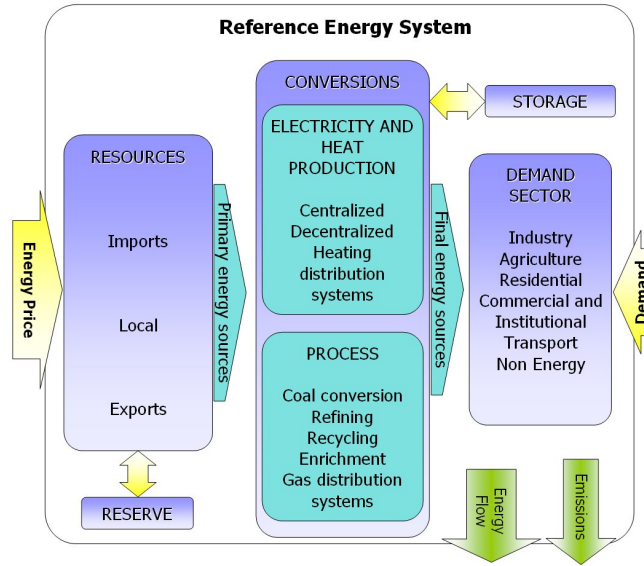 Reference Energy System
Energy Price
RESOURCES
Imports
Local
Exports
RESERVE
Primary energy sources
CONVERSIONS
ELECTRICITY AND
HEAT
PRODUCTION
Centralized
Decentralized
Heating
distribution
systems
PROCESS
Coal conversion
Refining
Recycling
Enrichment
Gas distribution
systems
STORAGE
Final energy sources
DEMAND
SECTOR
Industry
Agriculture
Residential
Commercial and
Institutional
Transport
Non Energy
Demand
Energy
Flow
Emissions